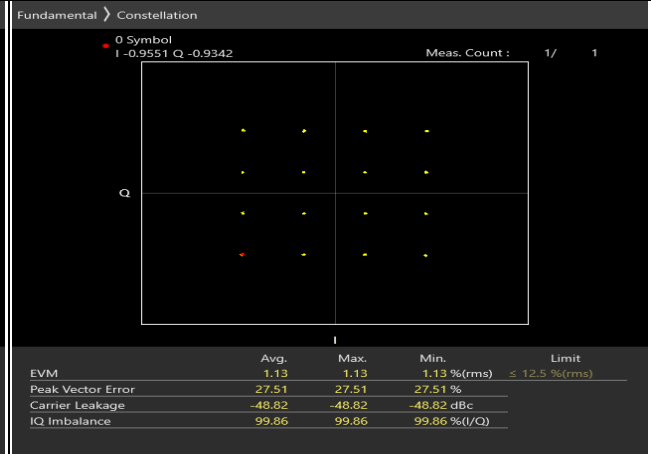 Fundamental ❯ Constellation
0 Symbol
I -0.9551 Q -0.9342
Meas. Count : 1/ 1
Q
I
Avg. Max. Min. Limit
EVM 1.13 1.13 1.13 %(rms) ≤ 12.5 %(rms)
Peak Vector Error 27.51 27.51 27.51 %
Carrier Leakage -48.82 -48.82 -48.82 dBc
IQ Imbalance 99.86 99.86 99.86 %(I/Q)